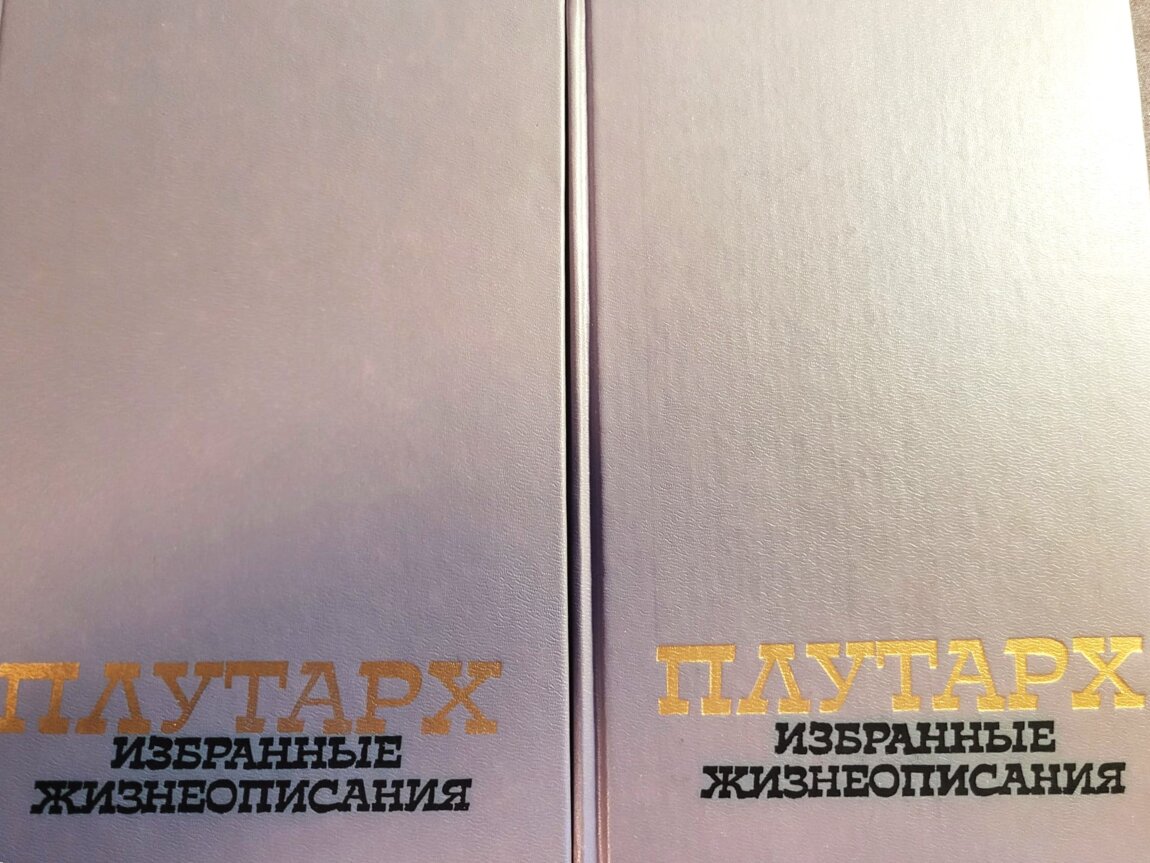 ПЛУТАРХ
ИЗБРАННЫЕ
ЖИЗНЕОПИСАНИЯ
ПЛУТАРХ
ИЗБРАННЫЕ
ЖИЗНЕОПИСАНИЯ